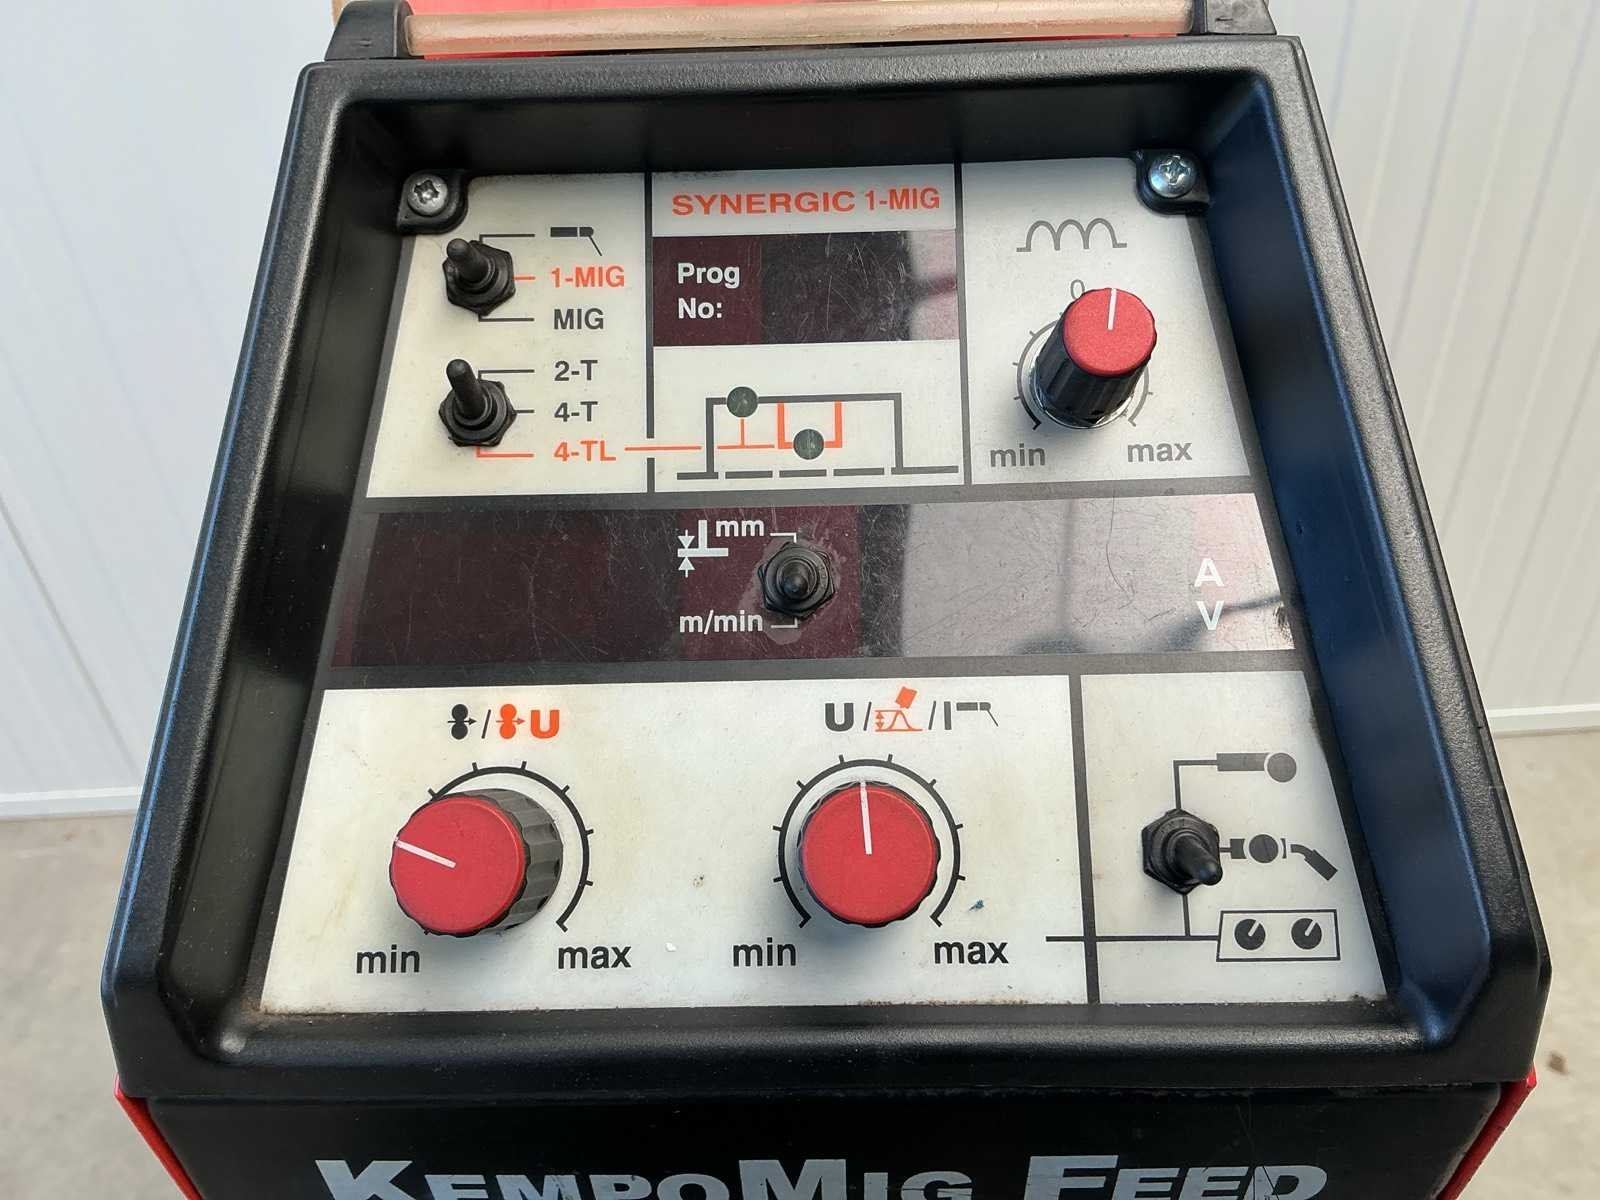 SYNERGIC 1-MIG
Prog
No:
1-MIG
MIG
2-T
4-T
4-TL
0
min
max
mm
m/min
A
V
/
U
U / / I
min
max
min
max
KEMPOMIG FEED